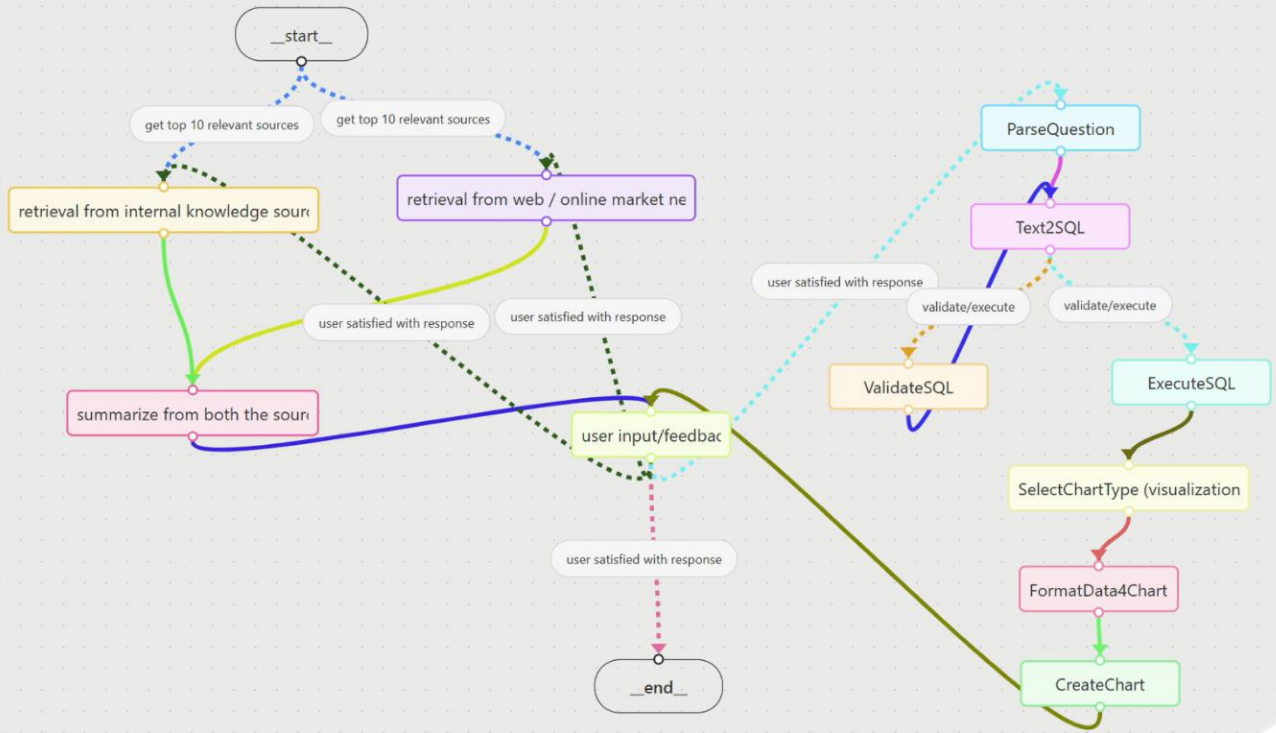 __start__
get top 10 relevant sources
get top 10 relevant sources
ParseQuestion
retrieval from internal knowledge sourc
retrieval from web / online market ne
Text2SQL
user satisfied with response
validate/execute
validate/execute
user satisfied with response
user satisfied with response
ValidateSQL
ExecuteSQL
summarize from both the sourc
user input/feedbac
SelectChartType (visualization
user satisfied with response
FormatData4Chart
__end__
CreateChart